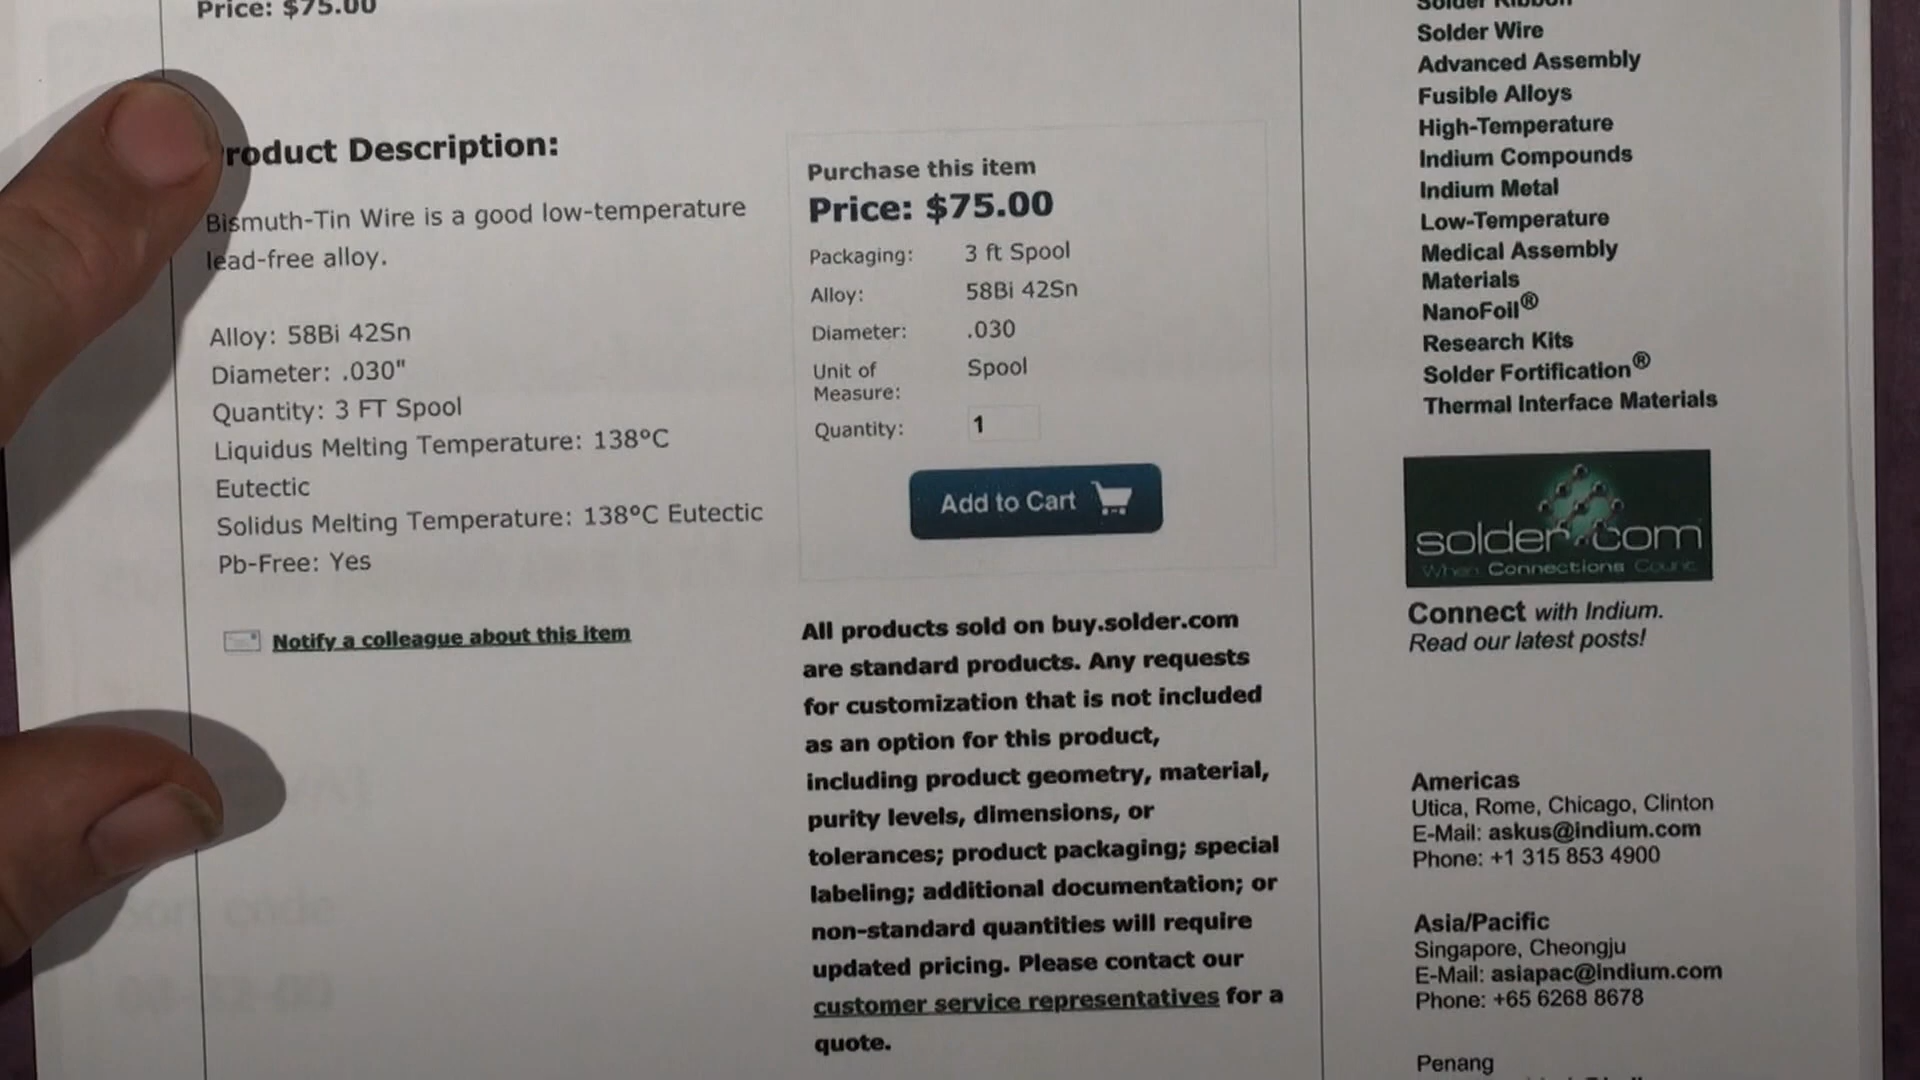 Price: $75.00
Product Description:
Bismuth-Tin Wire is a good low-temperature
lead-free alloy.
Alloy: 58Bi 42Sn
Diameter: .030"
Quantity: 3 FT Spool
Liquidus Melting Temperature: 138°C
Eutectic
Solidus Melting Temperature: 138°C Eutectic
Pb-Free: Yes
Notify a colleague about this item
Purchase this item
Price: $75.00
Packaging: 3 ft Spool
Alloy: 58Bi 42Sn
Diameter: .030
Unit of Measure: Spool
Quantity: 1
Add to Cart
All products sold on buy.solder.com
are standard products. Any requests
for customization that is not included
as an option for this product,
including product geometry, material,
purity levels, dimensions, or
tolerances; product packaging; special
labeling; additional documentation; or
non-standard quantities will require
updated pricing. Please contact our
customer service representatives for a
quote.
Solder Ribbon
Solder Wire
Advanced Assembly
Fusible Alloys
High-Temperature
Indium Compounds
Indium Metal
Low-Temperature
Medical Assembly
Materials
NanoFoil®
Research Kits
Solder Fortification®
Thermal Interface Materials
solder.com
When Connections Count
Connect with Indium.
Read our latest posts!
Americas
Utica, Rome, Chicago, Clinton
E-Mail: askus@indium.com
Phone: +1 315 853 4900
Asia/Pacific
Singapore, Cheongju
E-Mail: asiapac@indium.com
Phone: +65 6268 8678
Penang